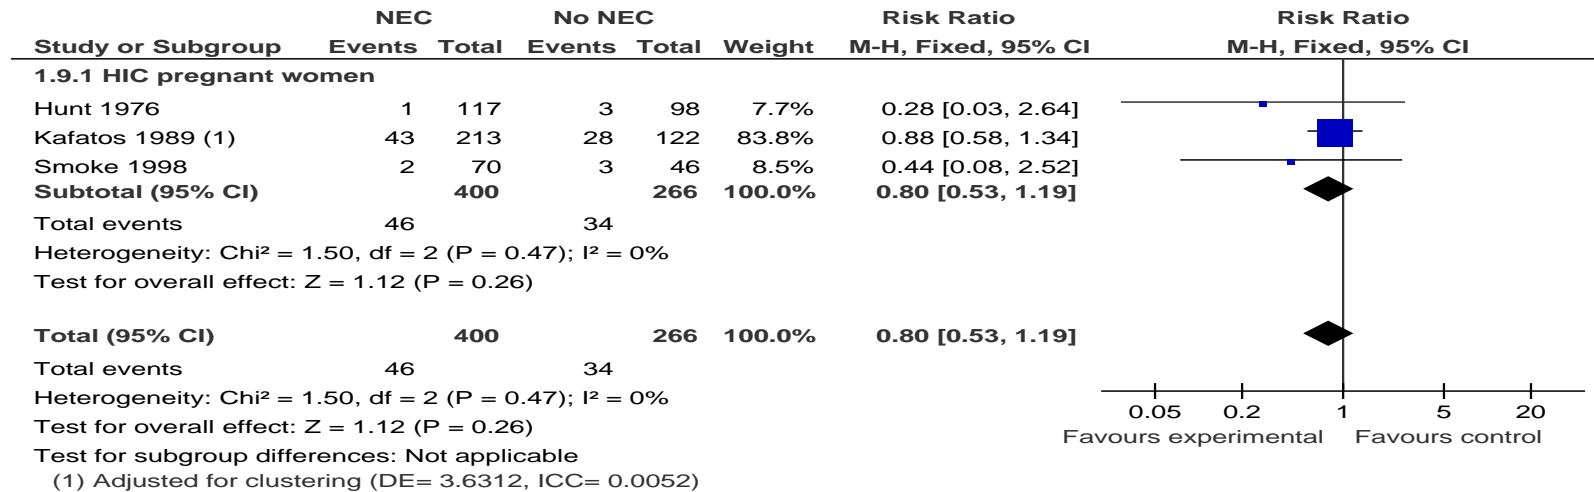 NEC No NEC Risk Ratio Risk Ratio
Study or Subgroup Events Total Events Total Weight M-H, Fixed, 95% CI M-H, Fixed, 95% CI
1.9.1 HIC pregnant women
Hunt 1976 1 117 3 98 7.7% 0.28 [0.03, 2.64]
Kafatos 1989 (1) 43 213 28 122 83.8% 0.88 [0.58, 1.34]
Smoke 1998 2 70 3 46 8.5% 0.44 [0.08, 2.52]
Subtotal (95% CI) 400 266 100.0% 0.80 [0.53, 1.19]
Total events 46 34
Heterogeneity: Chi² = 1.50, df = 2 (P = 0.47); I² = 0%
Test for overall effect: Z = 1.12 (P = 0.26)
Total (95% CI) 400 266 100.0% 0.80 [0.53, 1.19]
Total events 46 34
Heterogeneity: Chi² = 1.50, df = 2 (P = 0.47); I² = 0%
0.05 0.2 1 5 20
Test for overall effect: Z = 1.12 (P = 0.26)
Favours experimental Favours control
Test for subgroup differences: Not applicable
(1) Adjusted for clustering (DE= 3.6312, ICC= 0.0052)